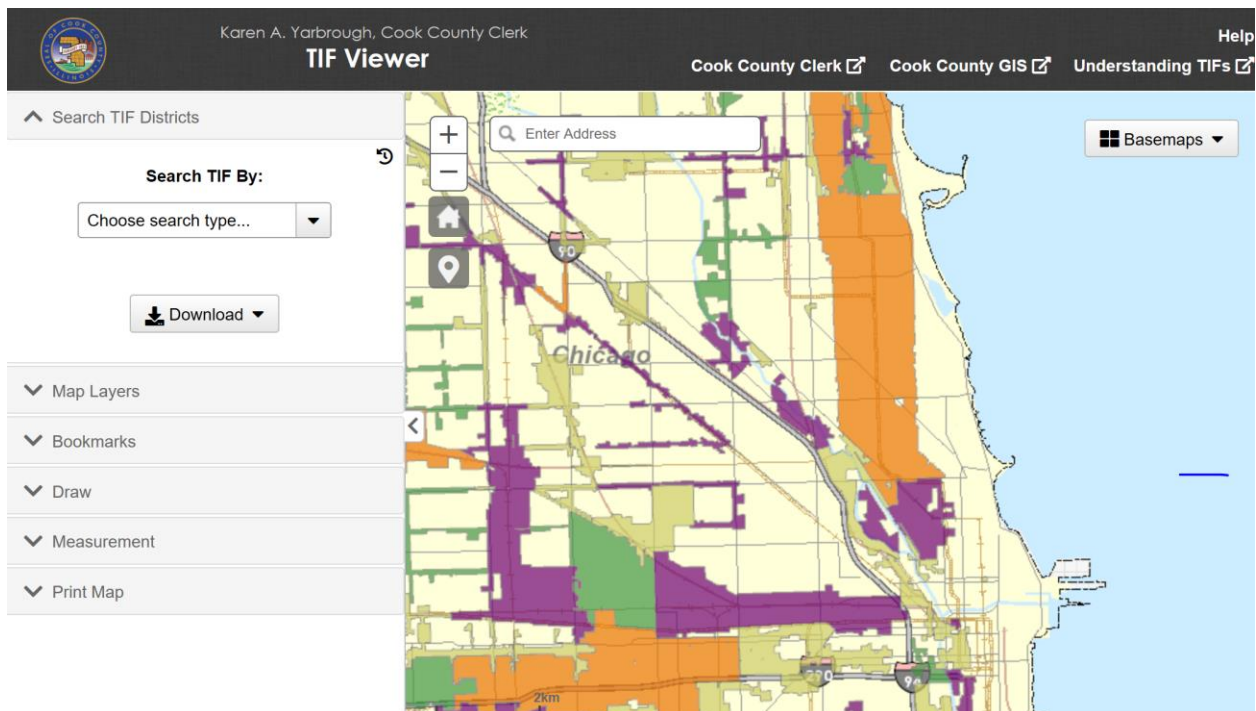 Karen A. Yarbrough, Cook County Clerk
TIF Viewer
Help
Cook County Clerk
Cook County GIS
Understanding TIFs
Search TIF Districts
Search TIF By:
Choose search type...
Download
Map Layers
Bookmarks
Draw
Measurement
Print Map
+
Enter Address
−
Basemaps
90
Chicago
290
94
2km